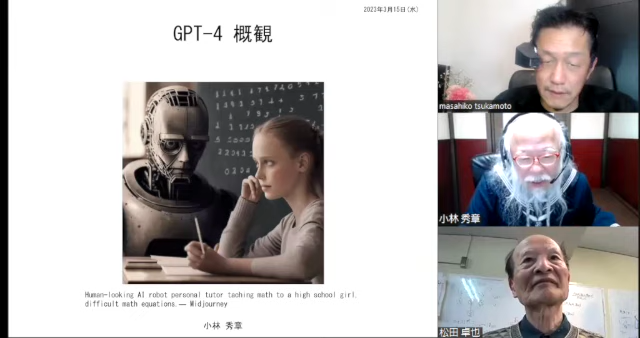 2023年3月15日(水)
GPT-4 概観
Human-looking AI robot personal tutor taching math to a high school girl.
difficult math equations. — Midjourney
小林 秀章
masahiko tsukamoto
小林 秀章
松田 卓也